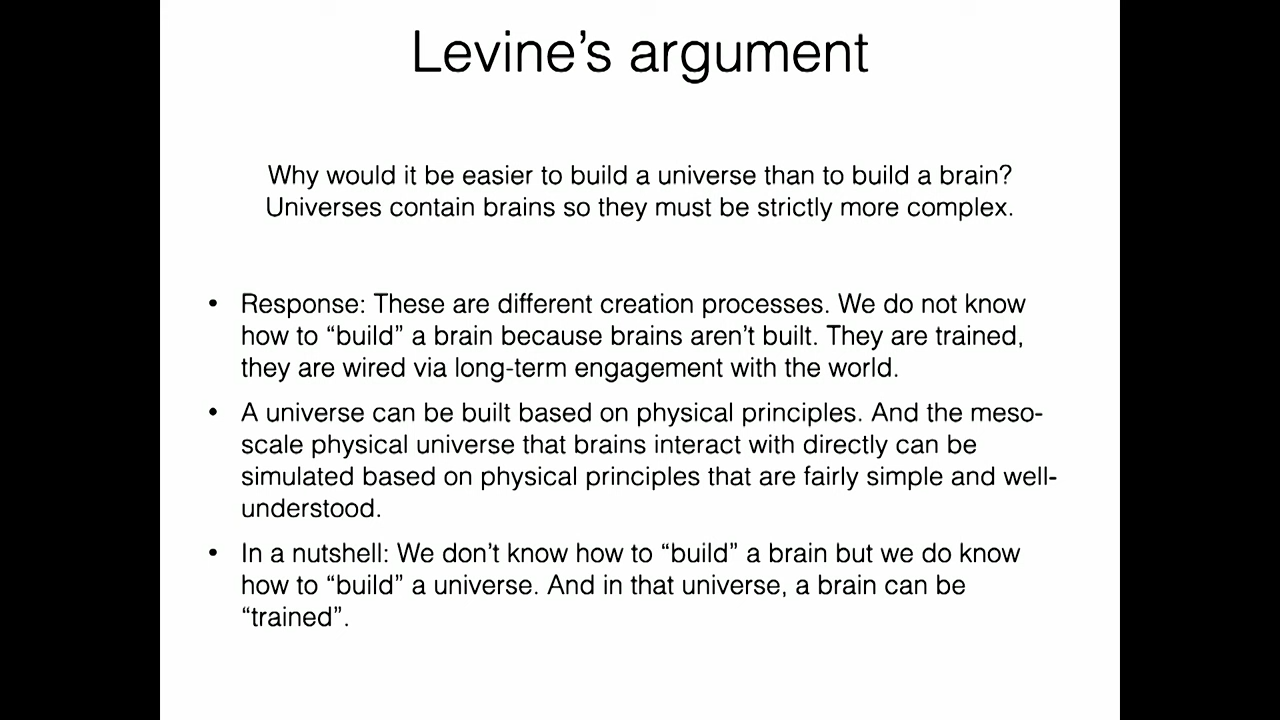 Levine’s argument
Why would it be easier to build a universe than to build a brain?
Universes contain brains so they must be strictly more complex.
• Response: These are different creation processes. We do not know
how to “build” a brain because brains aren’t built. They are trained,
they are wired via long-term engagement with the world.
• A universe can be built based on physical principles. And the meso-
scale physical universe that brains interact with directly can be
simulated based on physical principles that are fairly simple and well-
understood.
• In a nutshell: We don’t know how to “build” a brain but we do know
how to “build” a universe. And in that universe, a brain can be
“trained”.